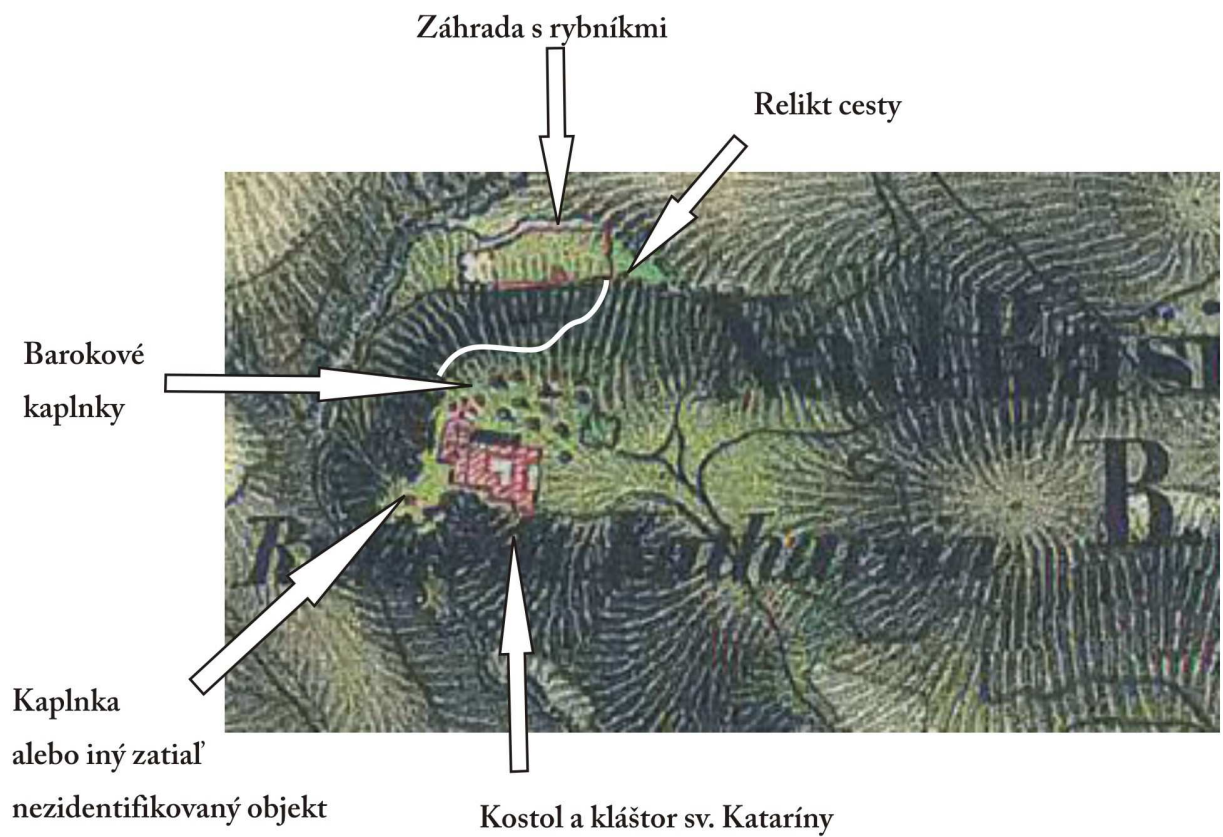 Záhrada s rybníkmi
Relikt cesty
Barokové
kaplnky
B.
Kaplnka
alebo iný zatiaľ
nezidentifikovaný objekt
Kostol a kláštor sv. Kataríny